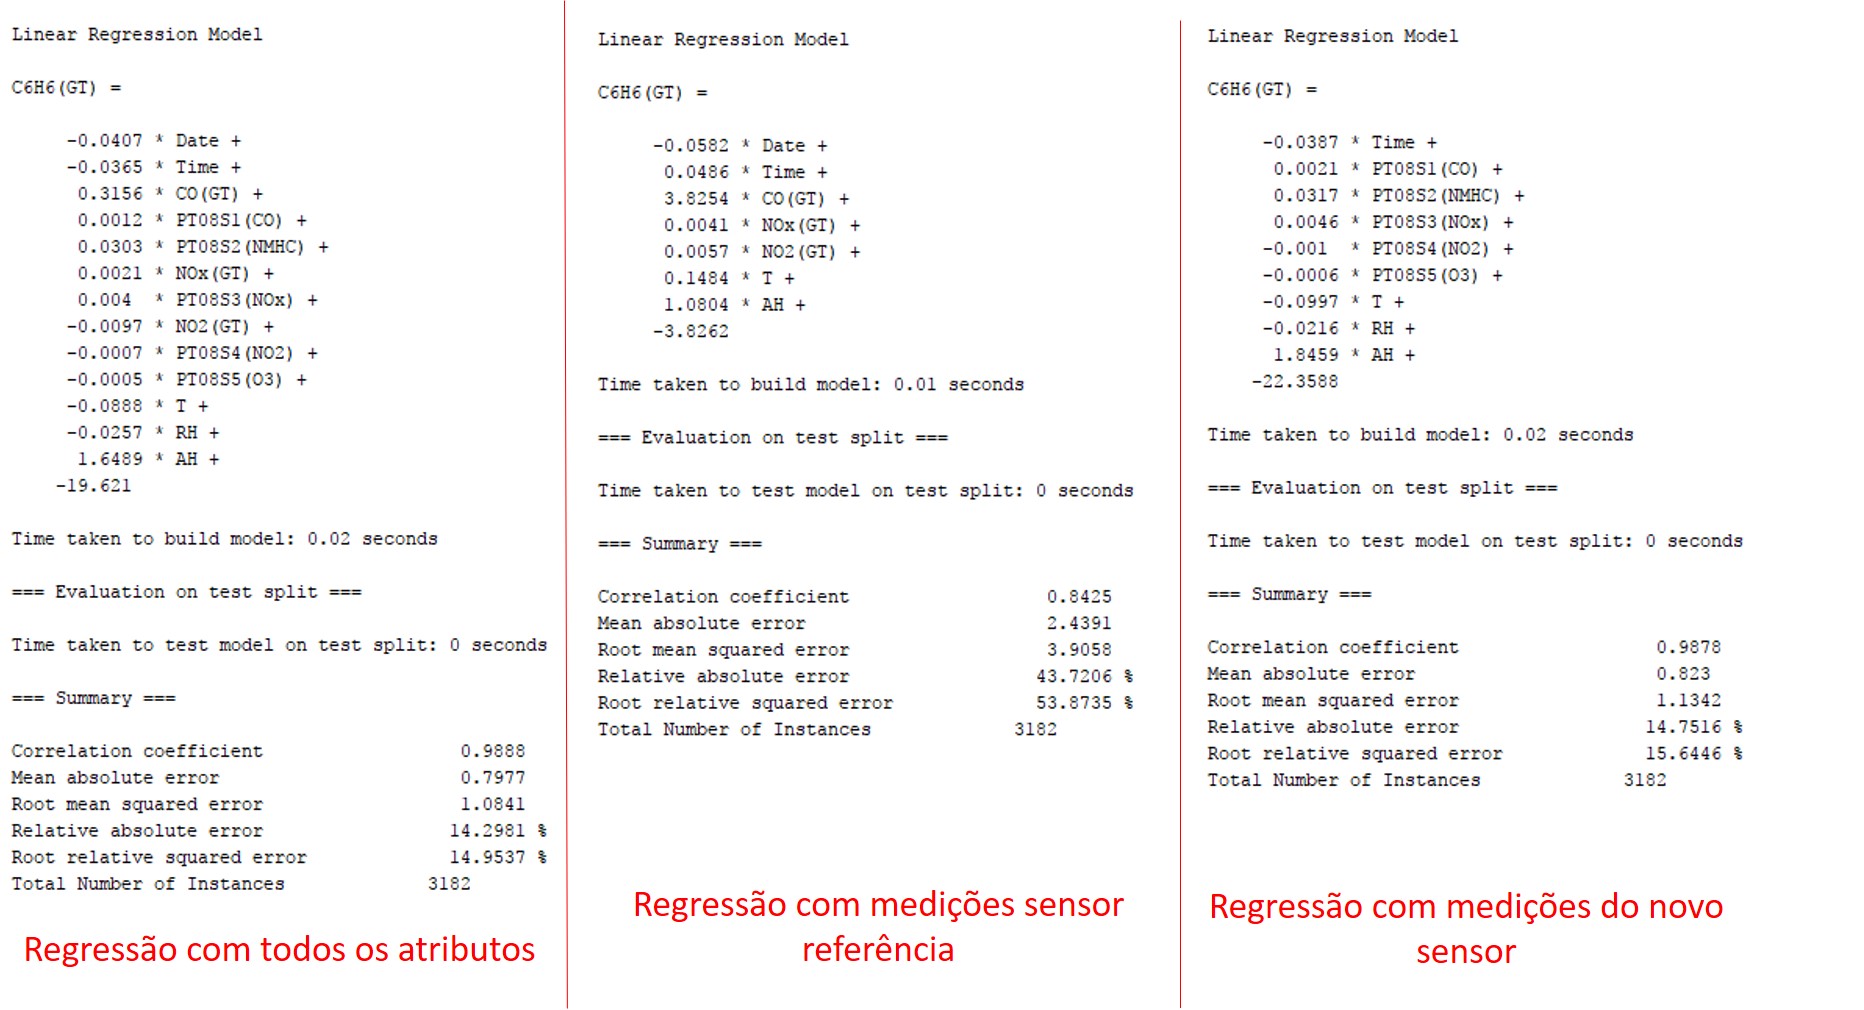 Linear Regression Model
C6H6(GT) =
-0.0407 * Date +
-0.0365 * Time +
0.3156 * CO(GT) +
0.0012 * PT08S1(CO) +
0.0303 * PT08S2(NMHC) +
0.0021 * NOx(GT) +
0.004 * PT08S3(NOx) +
-0.0097 * NO2(GT) +
-0.0007 * PT08S4(NO2) +
-0.0005 * PT08S5(O3) +
-0.0888 * T +
-0.0257 * RH +
1.6489 * AH +
-19.621
Time taken to build model: 0.02 seconds
=== Evaluation on test split ===
Time taken to test model on test split: 0 seconds
=== Summary ===
Correlation coefficient 0.9888
Mean absolute error 0.7977
Root mean squared error 1.0841
Relative absolute error 14.2981 %
Root relative squared error 14.9537 %
Total Number of Instances 3182
Regressão com todos os atributos
Linear Regression Model
C6H6(GT) =
-0.0582 * Date +
0.0486 * Time +
3.8254 * CO(GT) +
0.0041 * NOx(GT) +
0.0057 * NO2(GT) +
0.1484 * T +
1.0804 * AH +
-3.8262
Time taken to build model: 0.01 seconds
=== Evaluation on test split ===
Time taken to test model on test split: 0 seconds
=== Summary ===
Correlation coefficient 0.8425
Mean absolute error 2.4391
Root mean squared error 3.9058
Relative absolute error 43.7206 %
Root relative squared error 53.8735 %
Total Number of Instances 3182
Regressão com medições sensor
referência
Linear Regression Model
C6H6(GT) =
-0.0387 * Time +
0.0021 * PT08S1(CO) +
0.0317 * PT08S2(NMHC) +
0.0046 * PT08S3(NOx) +
-0.001 * PT08S4(NO2) +
-0.0006 * PT08S5(O3) +
-0.0997 * T +
-0.0216 * RH +
1.8459 * AH +
-22.3588
Time taken to build model: 0.02 seconds
=== Evaluation on test split ===
Time taken to test model on test split: 0 seconds
=== Summary ===
Correlation coefficient 0.9878
Mean absolute error 0.823
Root mean squared error 1.1342
Relative absolute error 14.7516 %
Root relative squared error 15.6446 %
Total Number of Instances 3182
Regressão com medições do novo
sensor